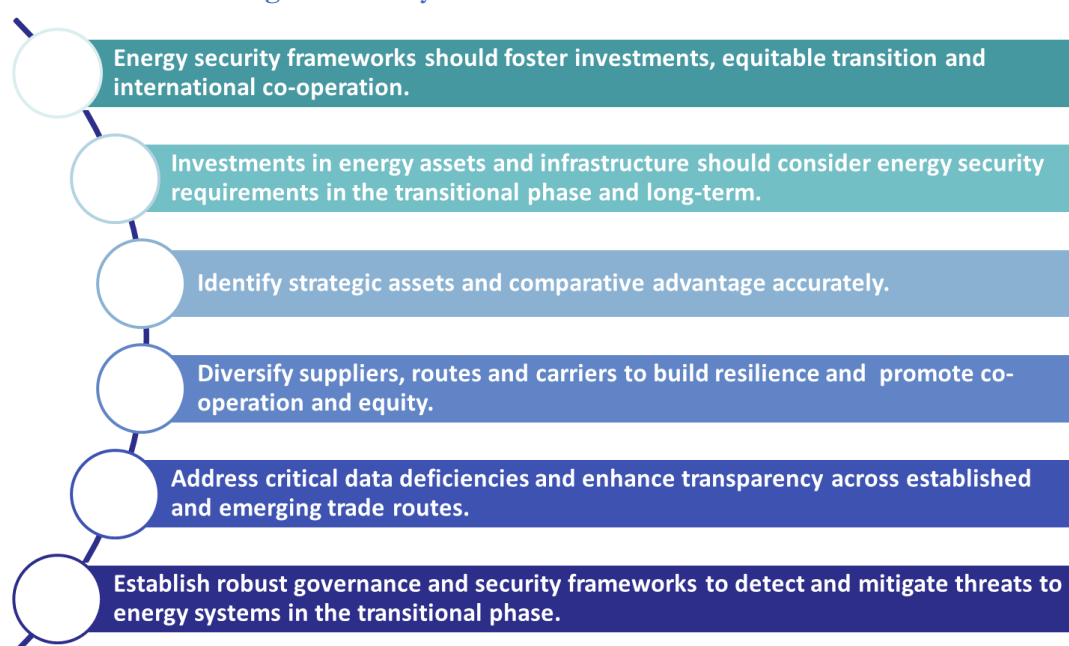 Energy security frameworks should foster investments, equitable transition and
international co-operation.
Investments in energy assets and infrastructure should consider energy security
requirements in the transitional phase and long-term.
Identify strategic assets and comparative advantage accurately.
Diversify suppliers, routes and carriers to build resilience and  promote co-
operation and equity.
Address critical data deficiencies and enhance transparency across established
and emerging trade routes.
Establish robust governance and security frameworks to detect and mitigate threats to
energy systems in the transitional phase.